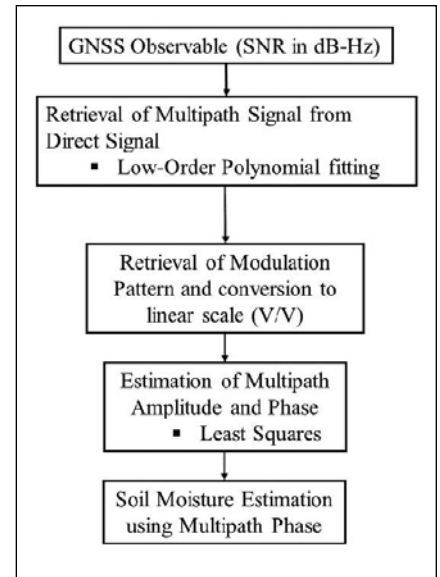 GNSS Observable (SNR in dB-Hz)
Retrieval of Multipath Signal from
Direct Signal
▪ Low-Order Polynomial fitting
Retrieval of Modulation
Pattern and conversion to
linear scale (V/V)
Estimation of Multipath
Amplitude and Phase
▪ Least Squares
Soil Moisture Estimation
using Multipath Phase